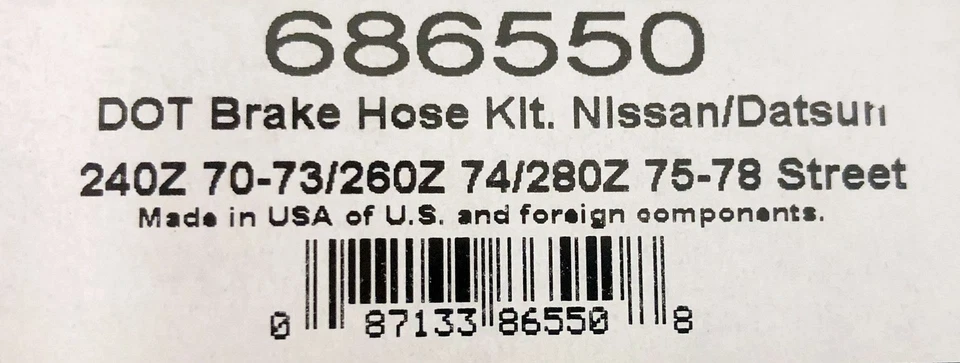 686550
DOT Brake Hose Kit. Nissan/Datsun
240Z 70-73/260Z 74/280Z 75-78 Street
Made in USA of U.S. and foreign components.
0 87133 86550 8